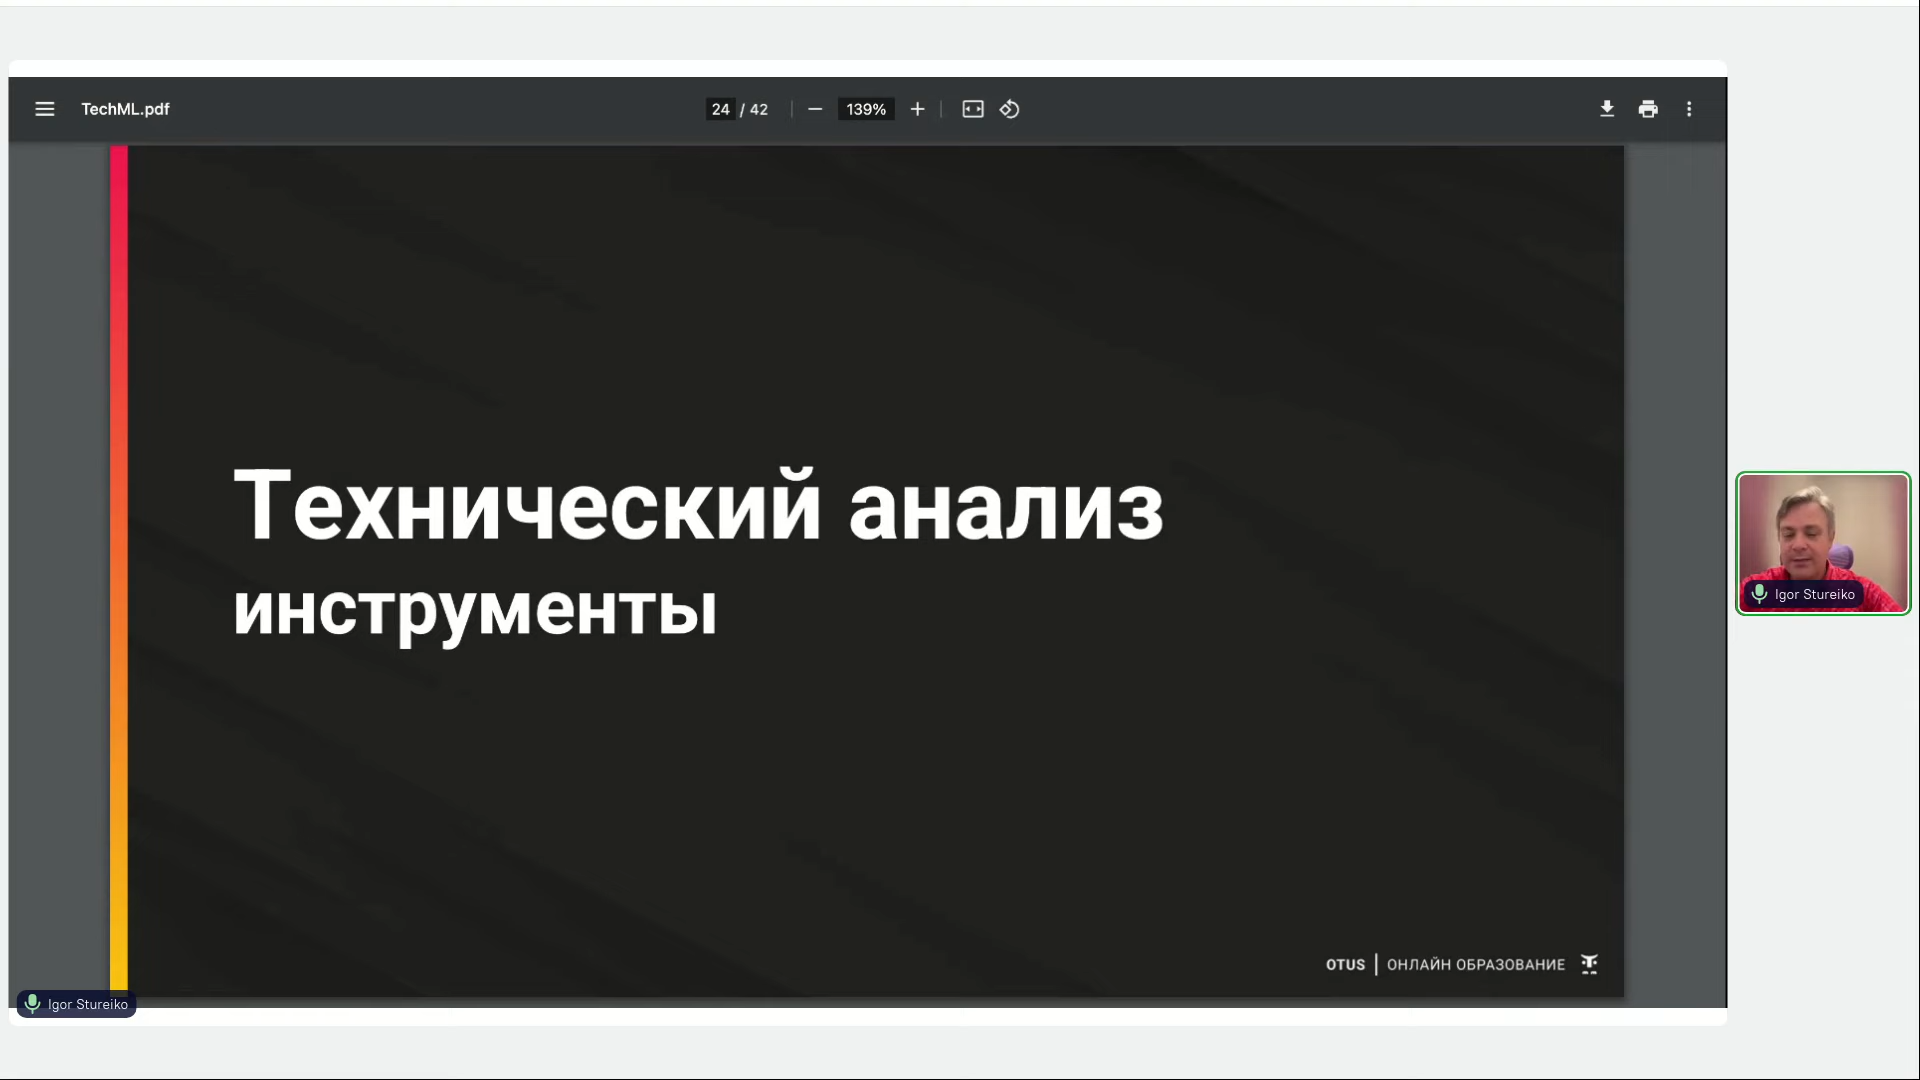 TechML.pdf
24 / 42
139%
Технический анализ
инструменты
OTUS | ОНЛАЙН ОБРАЗОВАНИЕ
Igor Stureiko
Igor Stureiko